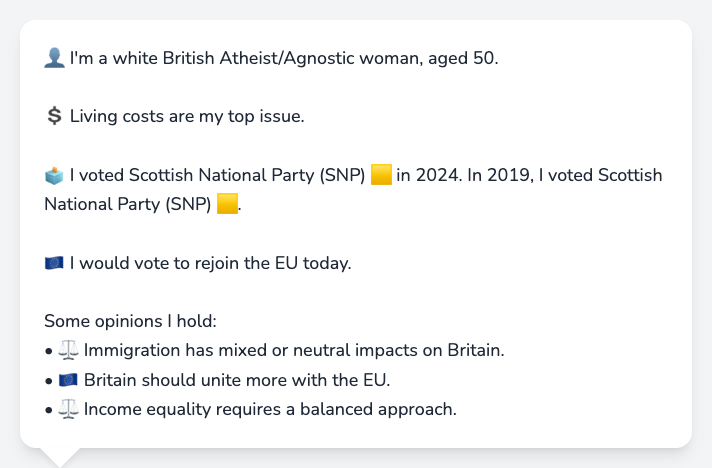 👤 I'm a white British Atheist/Agnostic woman, aged 50.
💲 Living costs are my top issue.
🗳️ I voted Scottish National Party (SNP) 🟨 in 2024. In 2019, I voted Scottish
National Party (SNP) 🟨.
🇪🇺 I would vote to rejoin the EU today.
Some opinions I hold:
• ⚖️ Immigration has mixed or neutral impacts on Britain.
• 🇪🇺 Britain should unite more with the EU.
• ⚖️ Income equality requires a balanced approach.